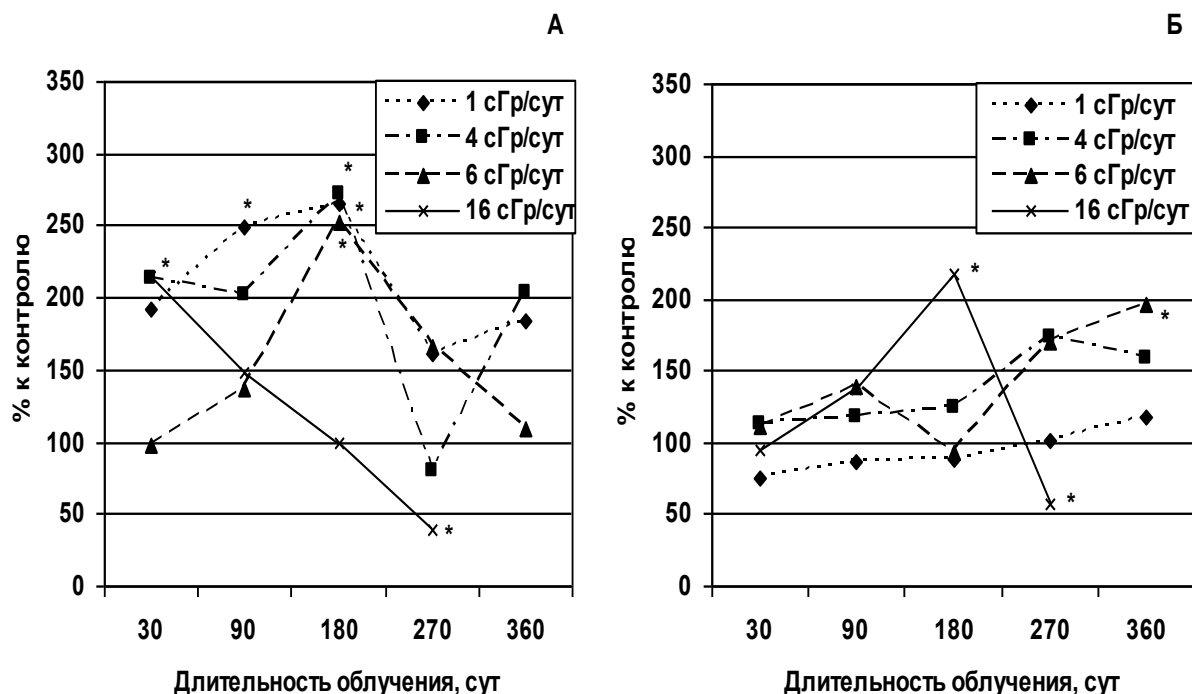 А
350
300
250
200
150
100
50
0
% к контролю
1 сГр/сут
4 сГр/сут
6 сГр/сут
16 сГр/сут
*
*
*
*
*
*
30 90 180 270 360
Длительность облучения, сут
Б
350
300
250
200
150
100
50
0
% к контролю
1 сГр/сут
4 сГр/сут
6 сГр/сут
16 сГр/сут
*
*
*
30 90 180 270 360
Длительность облучения, сут